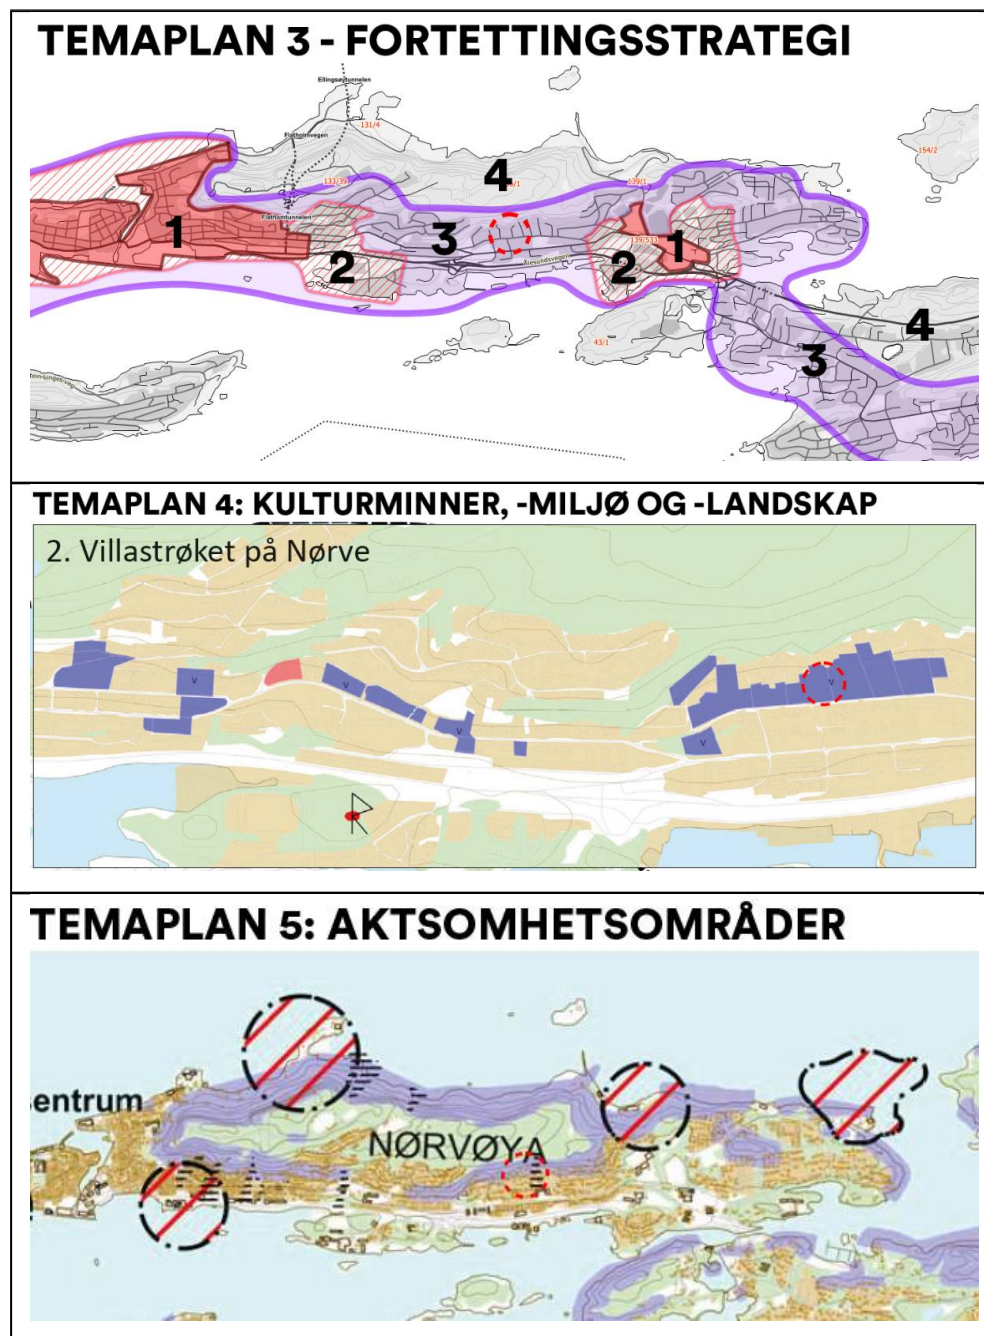 TEMAPLAN 3 - FORTETTINGSSTRATEGI
Ellingsøytunnelen
131/4
Flatholmvegen
154/2
4
133/39
139/1
Flatholmtunnelen
1
3
139/533
1
2
Ålesundsvegen
2
4
43/1
3
TEMAPLAN 4: KULTURMINNER, -MILJØ OG -LANDSKAP
2. Villastrøket på Nørve
V
V
V
V
V
R
TEMAPLAN 5: AKTSOMHETSOMRÅDER
entrum
NØRVØYA